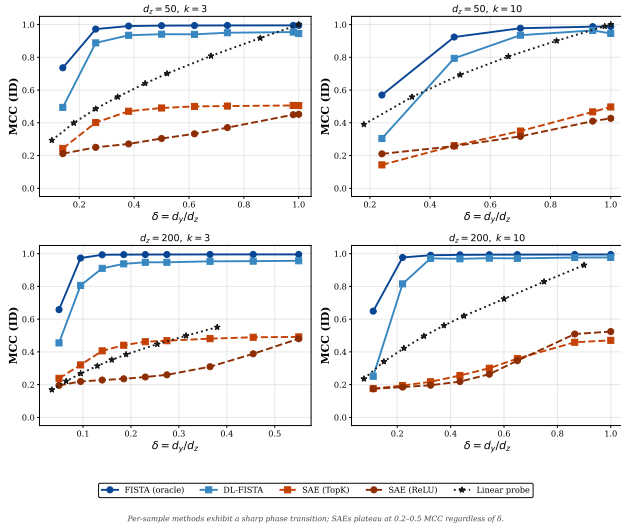 d_z = 50, k = 3
MCC (ID)
1.0
0.8
0.6
0.4
0.2
0.0
0.2 0.4 0.6 0.8 1.0
δ = d_y/d_z
d_z = 50, k = 10
MCC (ID)
1.0
0.8
0.6
0.4
0.2
0.0
0.2 0.4 0.6 0.8 1.0
δ = d_y/d_z
d_z = 200, k = 3
MCC (ID)
1.0
0.8
0.6
0.4
0.2
0.0
0.1 0.2 0.3 0.4 0.5
δ = d_y/d_z
d_z = 200, k = 10
MCC (ID)
1.0
0.8
0.6
0.4
0.2
0.0
0.2 0.4 0.6 0.8 1.0
δ = d_y/d_z
FISTA (oracle) DL-FISTA SAE (TopK) SAE (ReLU) Linear probe
Per-sample methods exhibit a sharp phase transition; SAEs plateau at 0.2–0.5 MCC regardless of δ.